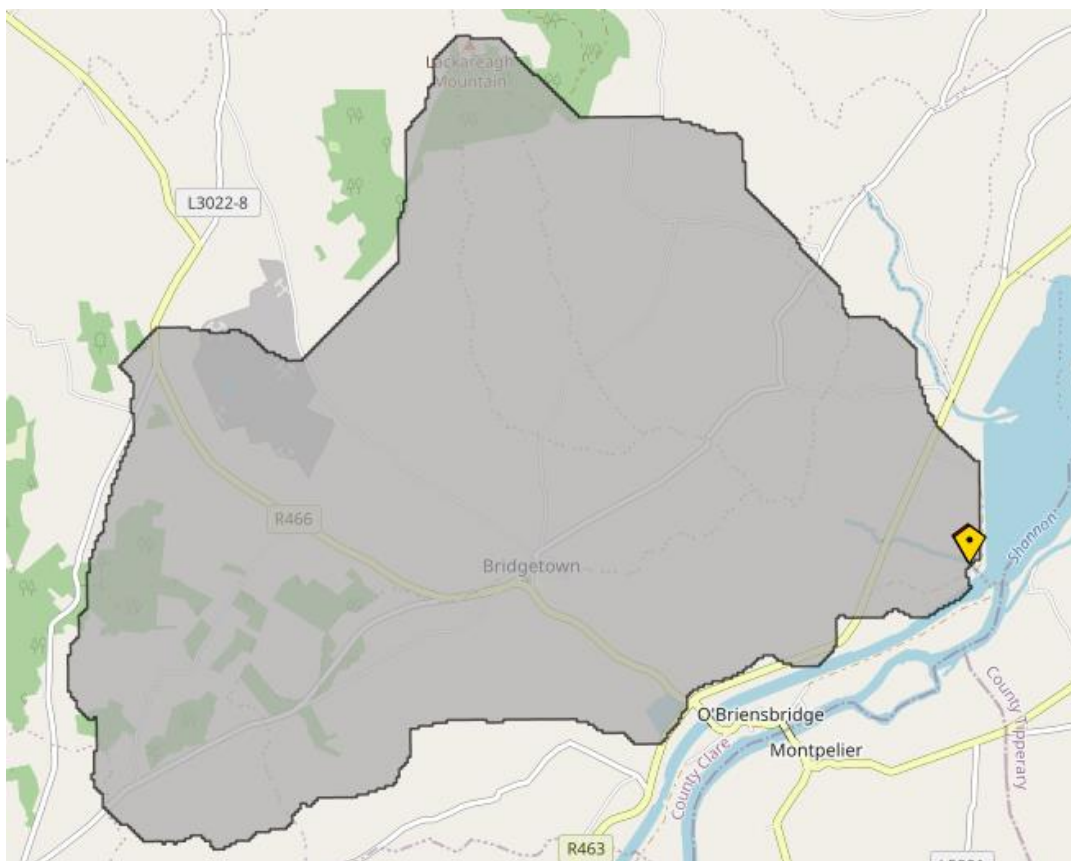 Lackareagh
Mountain
L3022-8
R466
Bridgetown
Shannon
O'Briensbridge
Montpelier
County Clare
County Tipperary
R463